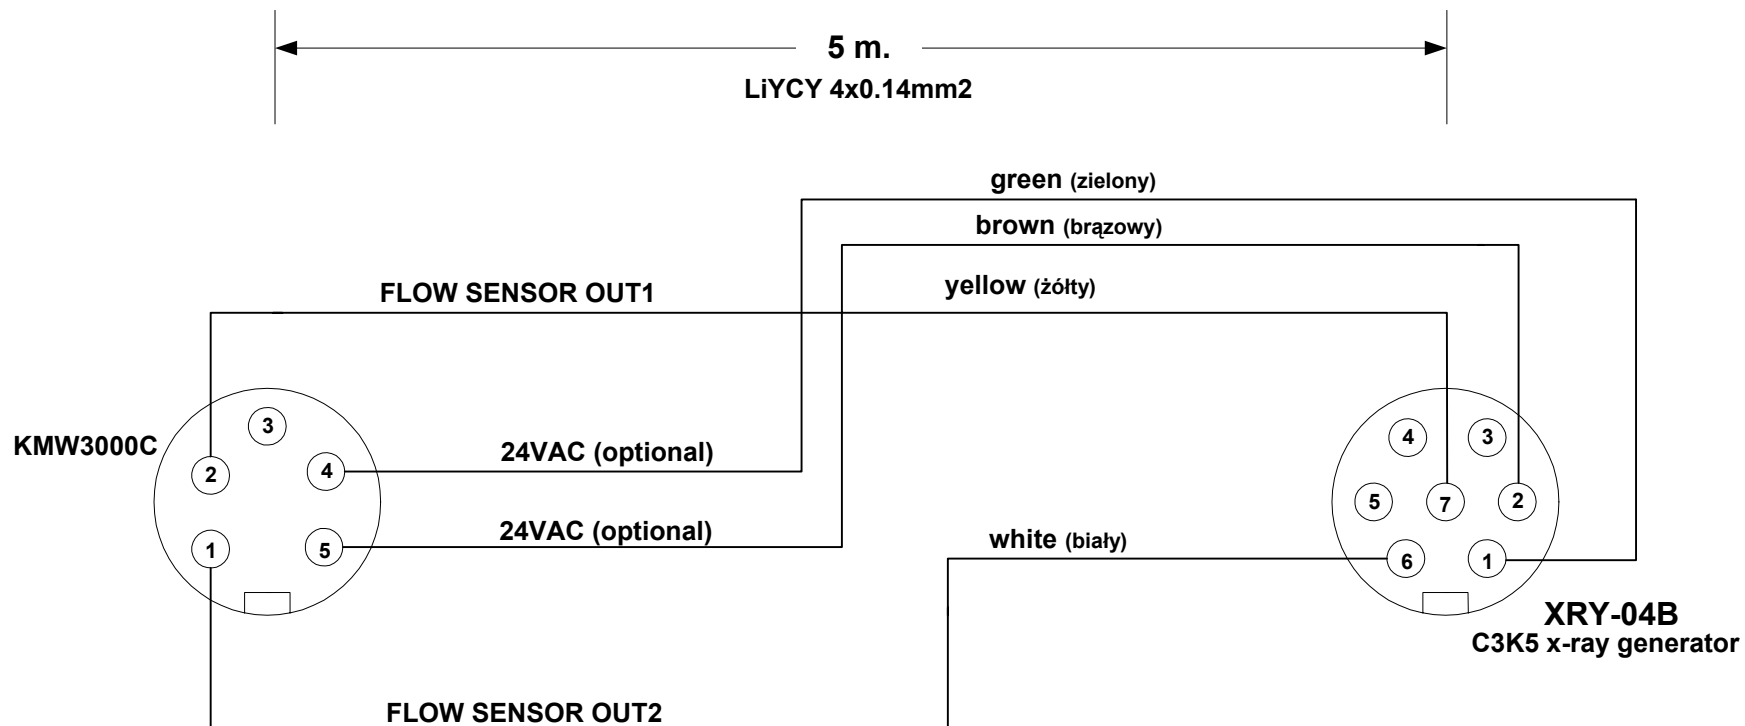 5 m.
LiYCY 4x0.14mm2
green (zielony)
brown (brązowy)
yellow (żółty)
FLOW SENSOR OUT1
KMW3000C
3
2
4
1
5
24VAC (optional)
24VAC (optional)
white (biały)
4
3
5
7
2
6
1
XRY-04B
C3K5 x-ray generator
FLOW SENSOR OUT2